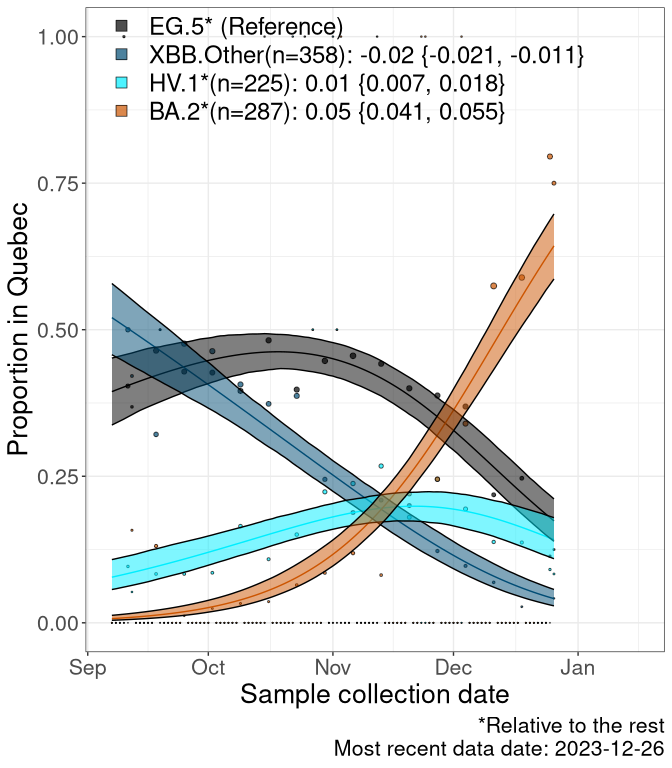 EG.5* (Reference)
XBB.Other(n=358): -0.02 {-0.021, -0.011}
HV.1*(n=225): 0.01 {0.007, 0.018}
BA.2*(n=287): 0.05 {0.041, 0.055}
1.00
0.75
0.50
0.25
0.00
Proportion in Quebec
Sep Oct Nov Dec Jan
Sample collection date
*Relative to the rest
Most recent data date: 2023-12-26